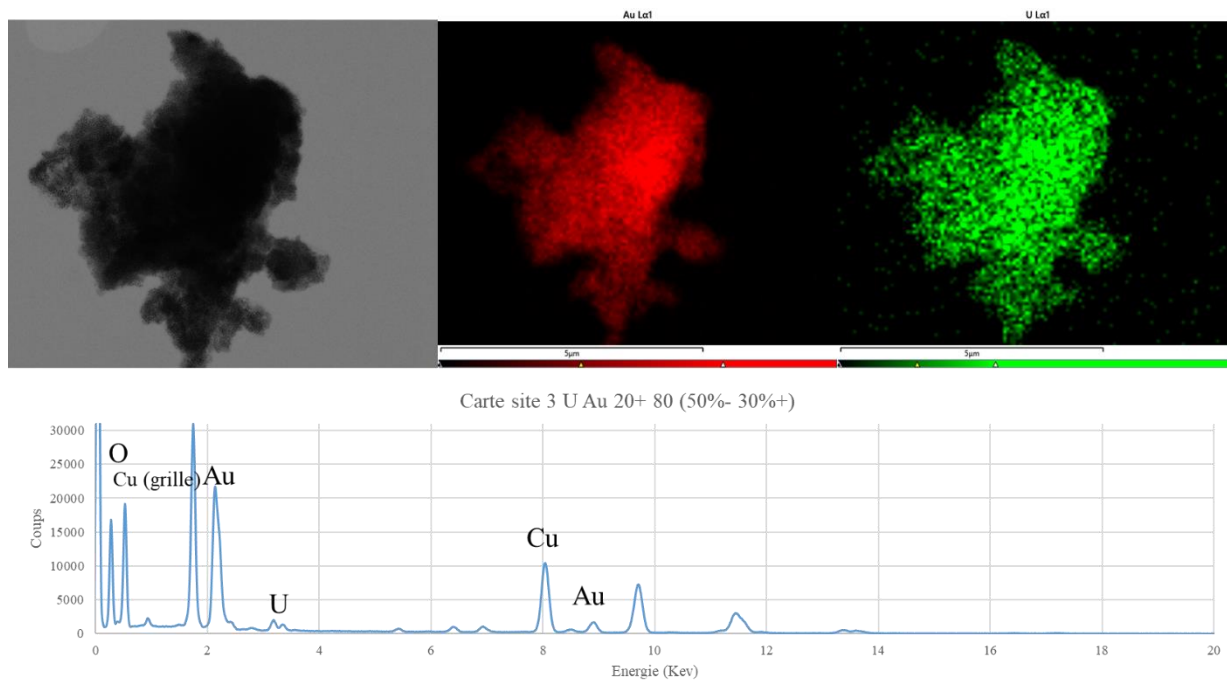 Au Lα1
U Lα1
5µm
5µm
Carte site 3 U Au 20+ 80 (50%- 30%+)
30000
25000
20000
15000
10000
5000
0
Coups
O
Cu (grille)
Au
U
Cu
Au
0 2 4 6 8 10 12 14 16 18 20
Energie (Kev)